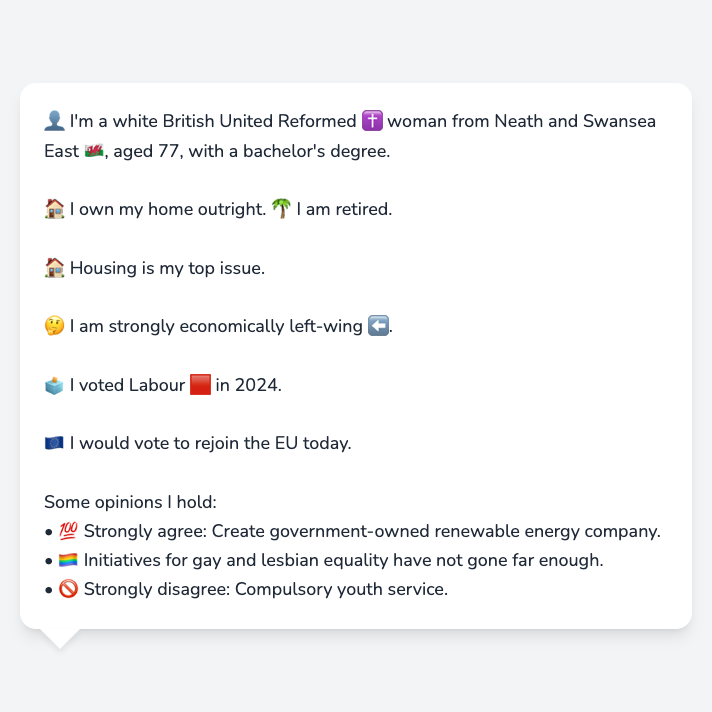 👤 I'm a white British United Reformed ✝️ woman from Neath and Swansea
East 🏴󠁧󠁢󠁷󠁬󠁳󠁿, aged 77, with a bachelor's degree.
🏠 I own my home outright. 🌴 I am retired.
🏠 Housing is my top issue.
🤔 I am strongly economically left-wing ⬅️.
🗳️ I voted Labour 🟥 in 2024.
🇪🇺 I would vote to rejoin the EU today.
Some opinions I hold:
• 💯 Strongly agree: Create government-owned renewable energy company.
• 🏳️‍🌈 Initiatives for gay and lesbian equality have not gone far enough.
• 🚫 Strongly disagree: Compulsory youth service.